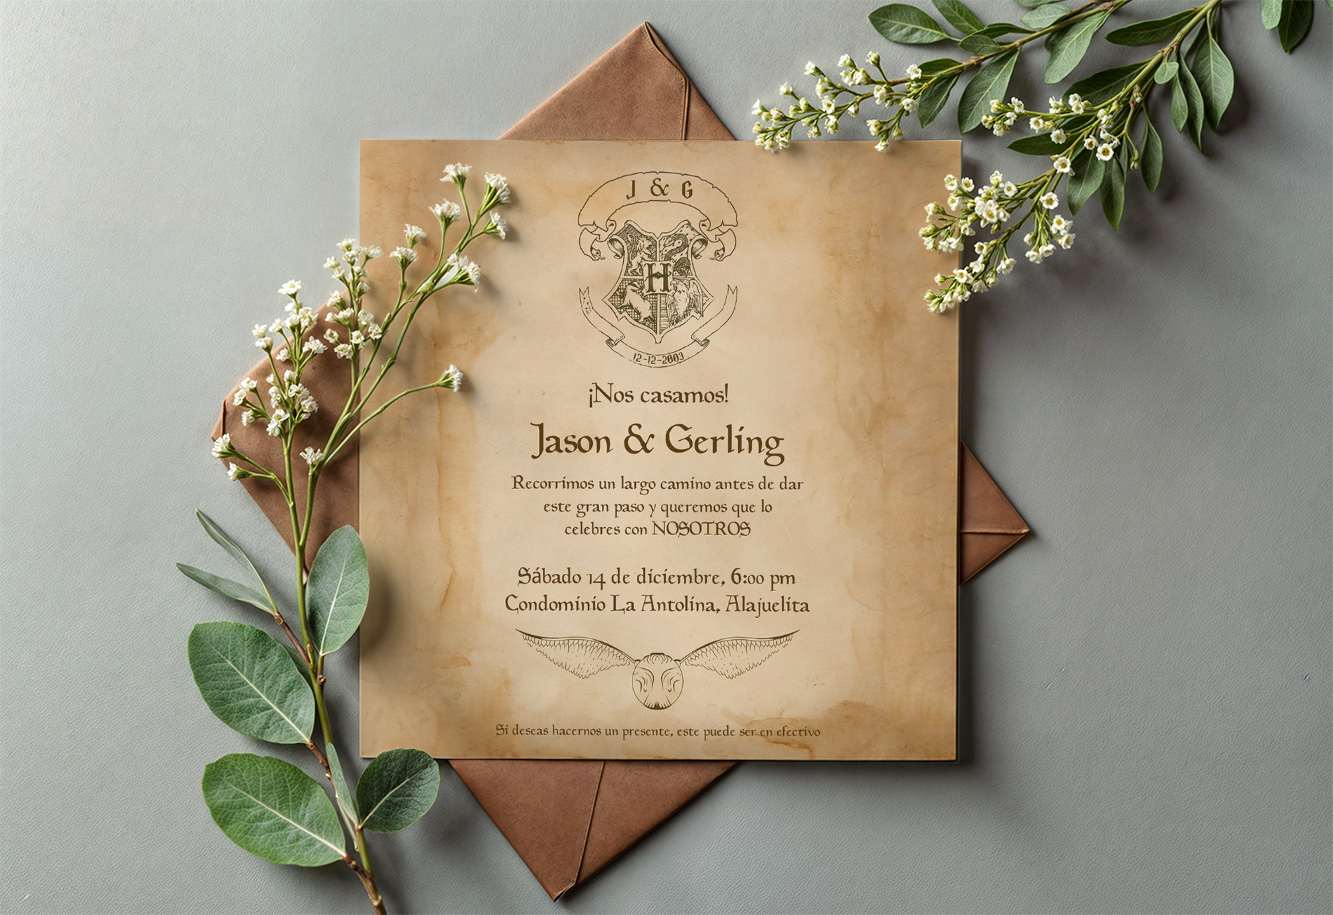 J & G
H
12-12-2003
¡Nos casamos!
Jason & Gerling
Recorrimos un largo camino antes de dar
este gran paso y queremos que lo
celebres con NOSOTROS
Sábado 14 de diciembre, 6:00 pm
Condominio La Antolina, Alajuelita
Si deseas hacernos un presente, este puede ser en efectivo